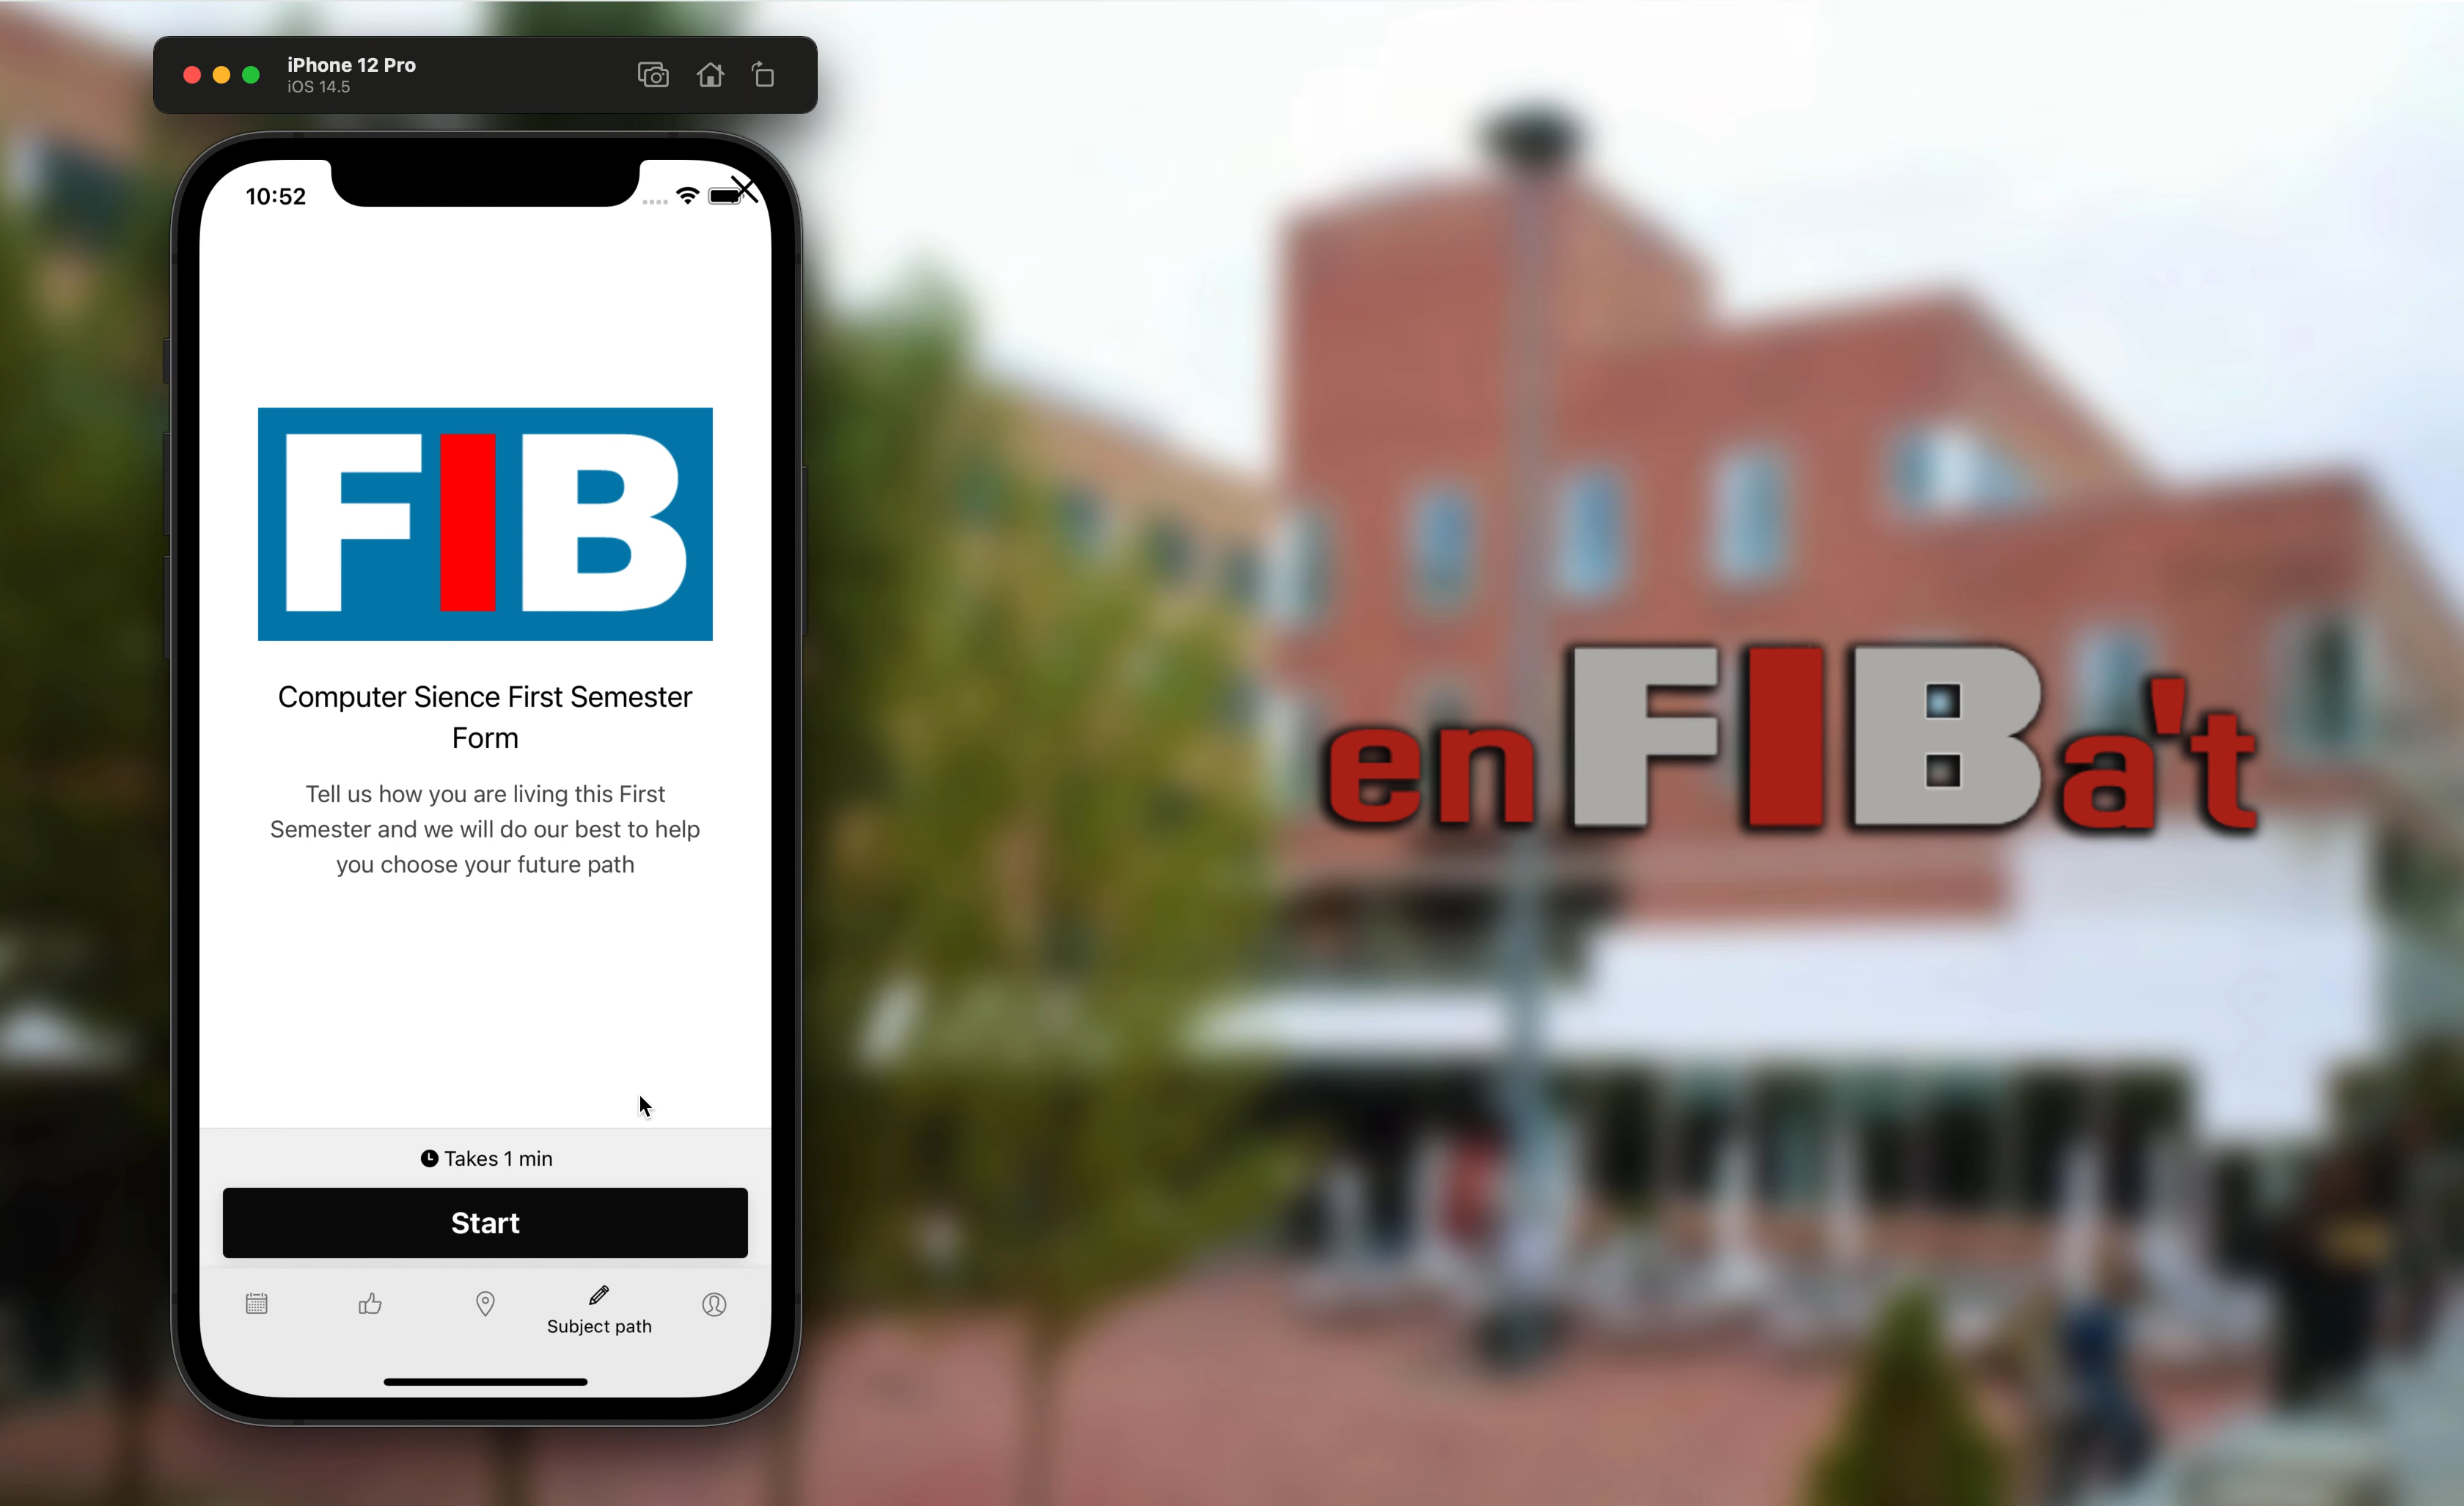 iPhone 12 Pro
iOS 14.5
10:52
FIB
Computer Sience First Semester
Form
Tell us how you are living this First
Semester and we will do our best to help
you choose your future path
Takes 1 min
Start
Subject path
enFIBa't